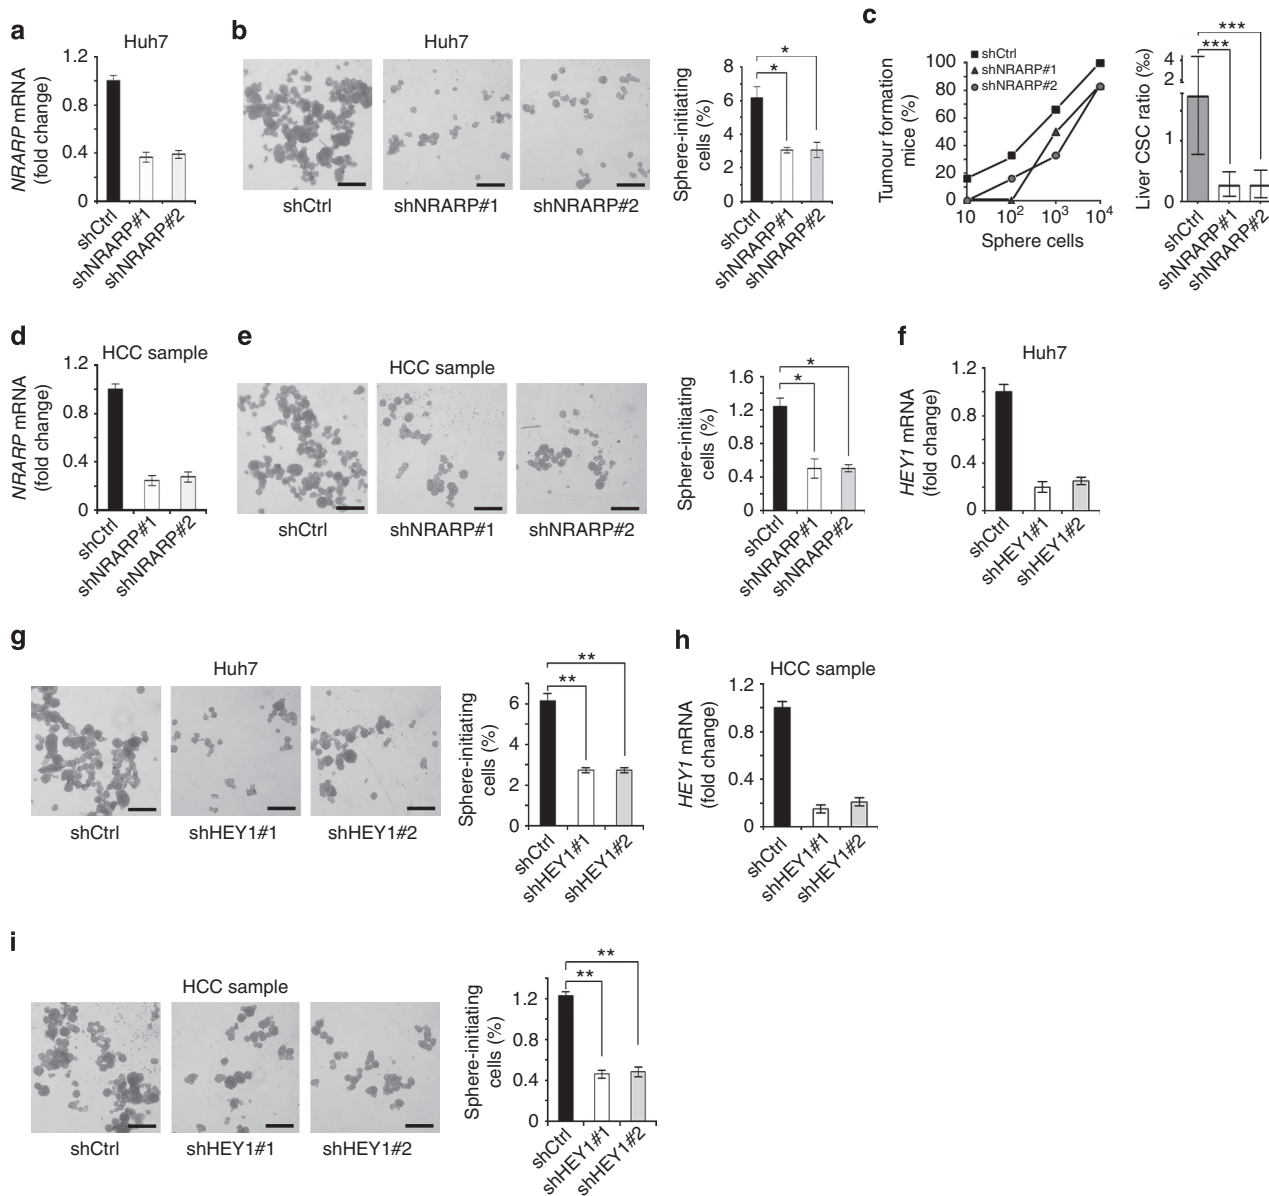 a
Huh7
NRARP mRNA
(fold change)
1.2
0.8
0.4
0
shCtrl
shNRARP#1
shNRARP#2
b
Huh7
shCtrl
shNRARP#1
shNRARP#2
Sphere-initiating
cells (%)
8
6
4
2
0
*
*
shCtrl
shNRARP#1
shNRARP#2
c
Tumour formation
mice (%)
100
80
60
40
20
0
shCtrl
shNRARP#1
shNRARP#2
10
10²
10³
10⁴
Sphere cells
Liver CSC ratio (‰)
4
2
2
1
0
***
***
shCtrl
shNRARP#1
shNRARP#2
d
HCC sample
NRARP mRNA
(fold change)
1.2
0.8
0.4
0
shCtrl
shNRARP#1
shNRARP#2
e
HCC sample
shCtrl
shNRARP#1
shNRARP#2
Sphere-initiating
cells (%)
1.6
1.2
0.8
0.4
0
*
*
shCtrl
shNRARP#1
shNRARP#2
f
Huh7
HEY1 mRNA
(fold change)
1.2
0.8
0.4
0
shCtrl
shHEY1#1
shHEY1#2
g
Huh7
shCtrl
shHEY1#1
shHEY1#2
Sphere-initiating
cells (%)
6
4
2
0
**
**
shCtrl
shHEY1#1
shHEY1#2
h
HCC sample
HEY1 mRNA
(fold change)
1.2
0.8
0.4
0
shCtrl
shHEY1#1
shHEY1#2
i
HCC sample
shCtrl
shHEY1#1
shHEY1#2
Sphere-initiating
cells (%)
1.2
0.8
0.4
0
**
**
shCtrl
shHEY1#1
shHEY1#2